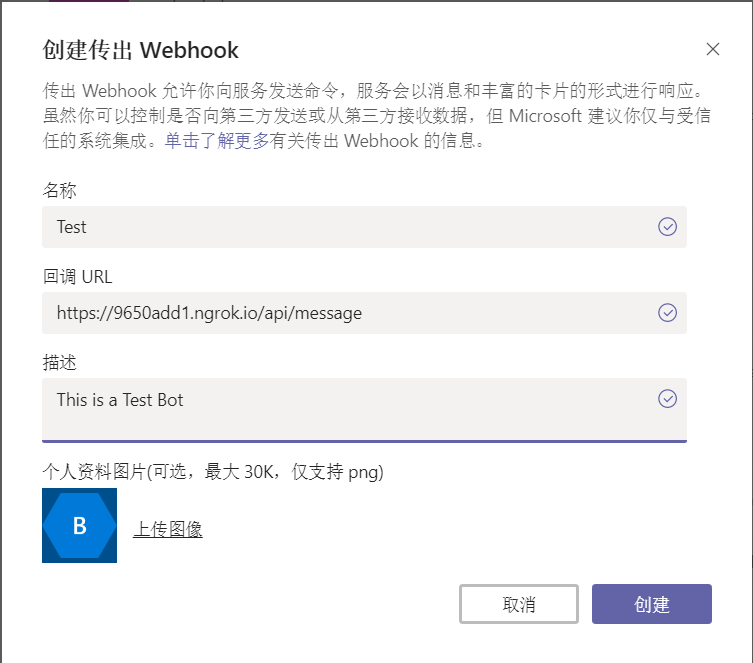 创建传出 Webhook
传出 Webhook 允许你向服务发送命令，服务会以消息和丰富的卡片的形式进行响应。
虽然你可以控制是否向第三方发送或从第三方接收数据，但 Microsoft 建议你仅与受信
任的系统集成。单击了解更多有关传出 Webhook 的信息。
名称
Test
回调 URL
https://9650add1.ngrok.io/api/message
描述
This is a Test Bot
个人资料图片(可选，最大 30K，仅支持 png)
B
上传图像
取消
创建